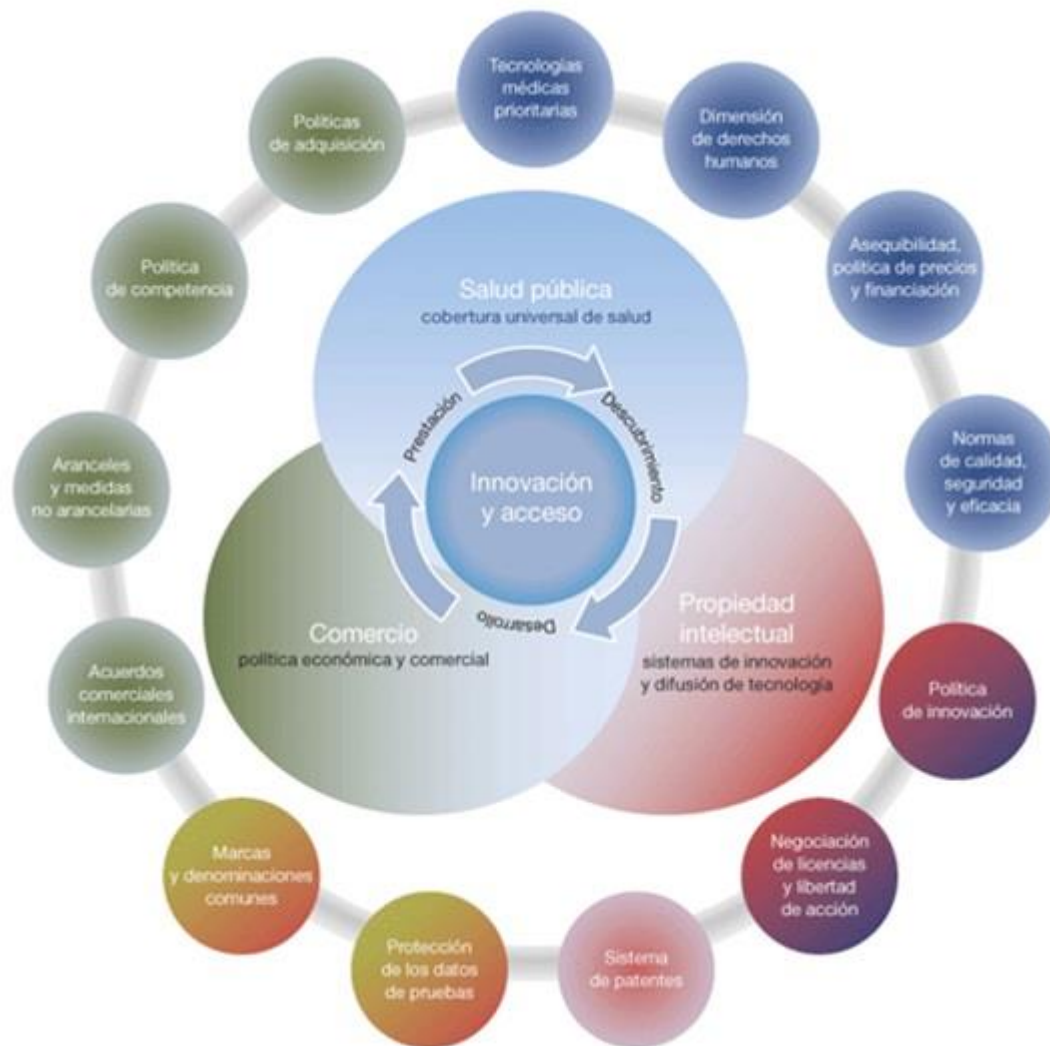 Tecnologías
médicas
prioritarias
Dimensión
de derechos
humanos
Asequibilidad,
política de precios
y financiación
Normas
de calidad,
seguridad
y eficacia
Política
de innovación
Negociación
de licencias
y libertad
de acción
Sistema
de patentes
Protección
de los datos
de pruebas
Marcas
y denominaciones
comunes
Acuerdos
comerciales
internacionales
Aranceles
y medidas
no arancelarias
Política
de competencia
Políticas
de adquisición
Salud pública
cobertura universal de salud
Prestación
Descubrimiento
Desarrollo
Innovación
y acceso
Comercio
política económica y comercial
Propiedad
intelectual
sistemas de innovación
y difusión de tecnología